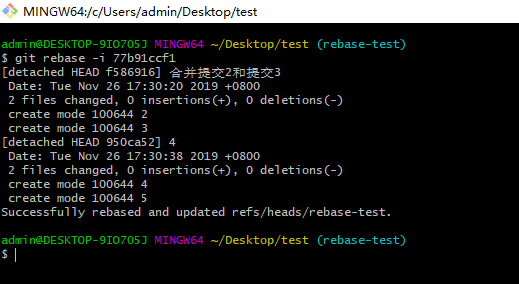 MINGW64:/c/Users/admin/Desktop/test
admin@DESKTOP-9IO7O5J MINGW64 ~/Desktop/test (rebase-test)
$ git rebase -i 77b91ccf1
[detached HEAD f586916] 合并提交2和提交3
Date: Tue Nov 26 17:30:20 2019 +0800
2 files changed, 0 insertions(+), 0 deletions(-)
create mode 100644 2
create mode 100644 3
[detached HEAD 950ca52] 4
Date: Tue Nov 26 17:30:38 2019 +0800
2 files changed, 0 insertions(+), 0 deletions(-)
create mode 100644 4
create mode 100644 5
Successfully rebased and updated refs/heads/rebase-test.
admin@DESKTOP-9IO7O5J MINGW64 ~/Desktop/test (rebase-test)
$